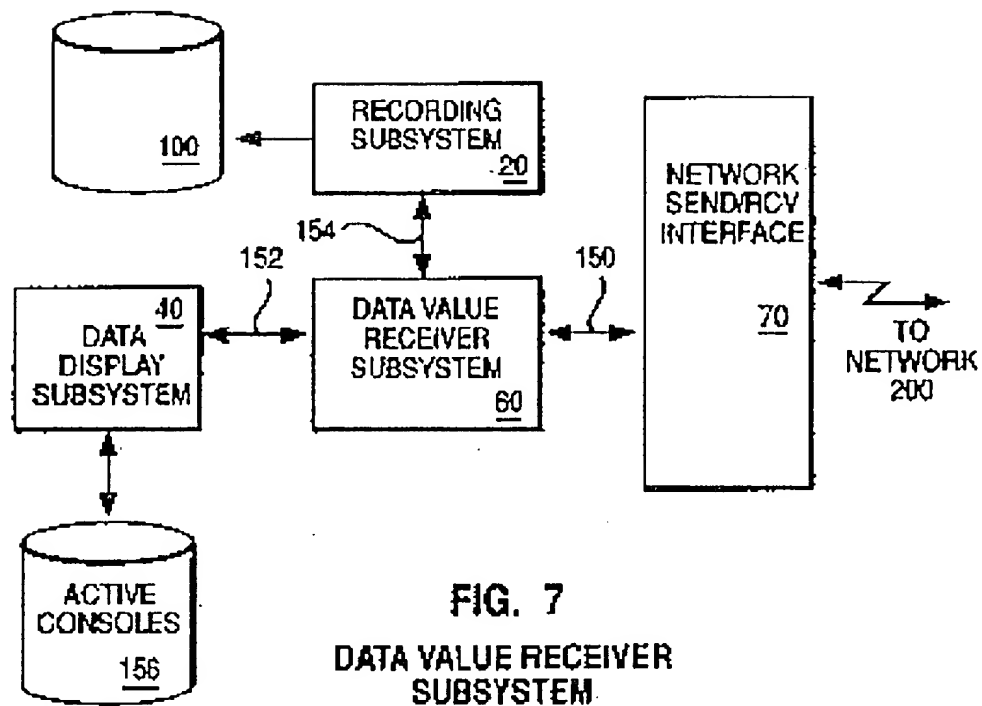 100
RECORDING
SUBSYSTEM
20
NETWORK
SEND/RCV
INTERFACE
70
154
152
150
40
DATA
DISPLAY
SUBSYSTEM
DATA VALUE
RECEIVER
SUBSYSTEM
60
TO
NETWORK
200
ACTIVE
CONSOLES
156
FIG. 7
DATA VALUE RECEIVER
SUBSYSTEM